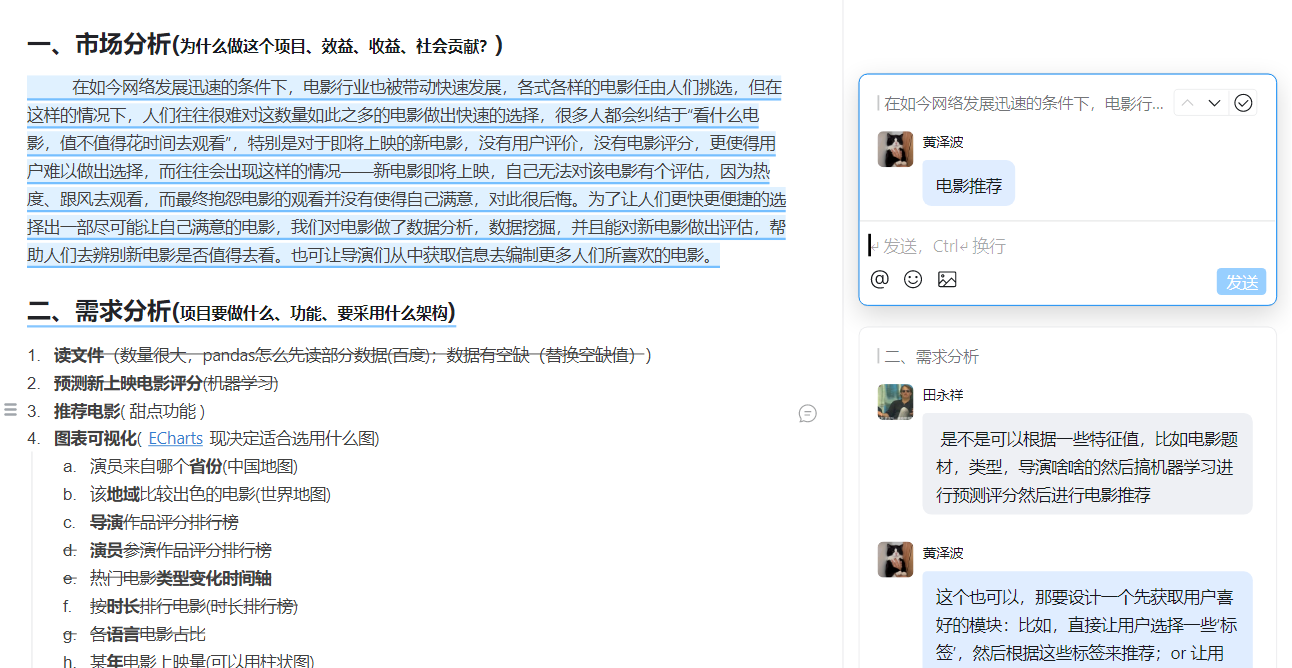 一、市场分析(为什么做这个项目、效益、收益、社会贡献？)
在如今网络发展迅速的条件下，电影行业也被带动快速发展，各式各样的电影任由人们挑选，但在
这样的情况下，人们往往很难对这数量如此之多的电影做出快速的选择，很多人都会纠结于“看什么电
影，值不值得花时间去观看”，特别是对于即将上映的新电影，没有用户评价，没有电影评分，更使得用
户难以做出选择，而往往会出现这样的情况——新电影即将上映，自己无法对该电影有个评估，因为热
度、跟风去观看，而最终抱怨电影的观看并没有使得自己满意，对此很后悔。为了让人们更快更便捷的选
择出一部尽可能让自己满意的电影，我们对电影做了数据分析，数据挖掘，并且能对新电影做出评估，帮
助人们去辨别新电影是否值得去看。也可让导演们从中获取信息去编制更多人们所喜欢的电影。
二、需求分析(项目要做什么、功能、要采用什么架构)
1. 读文件（数量很大，pandas怎么先读部分数据(百度)；数据有空缺（替换空缺值）)
2. 预测新上映电影评分(机器学习)
3. 推荐电影( 甜点功能 )
4. 图表可视化( ECharts 现决定适合选用什么图)
a. 演员来自哪个省份(中国地图)
b. 该地域比较出色的电影(世界地图)
c. 导演作品评分排行榜
d. 演员参演作品评分排行榜
e. 热门电影类型变化时间轴
f. 按时长排行电影(时长排行榜)
g. 各语言电影占比
h. 某年电影上映量(可以用柱状图)
在如今网络发展迅速的条件下，电影行...
黄泽波
电影推荐
发送，Ctrl 换行
@
发送
二、需求分析
田永祥
是不是可以根据一些特征值，比如电影题
材，类型，导演啥啥的然后搞机器学习进
行预测评分然后进行电影推荐
黄泽波
这个也可以，那要设计一个先获取用户喜
好的模块：比如，直接让用户选择一些‘标
签’，然后根据这些标签来推荐；or 让用